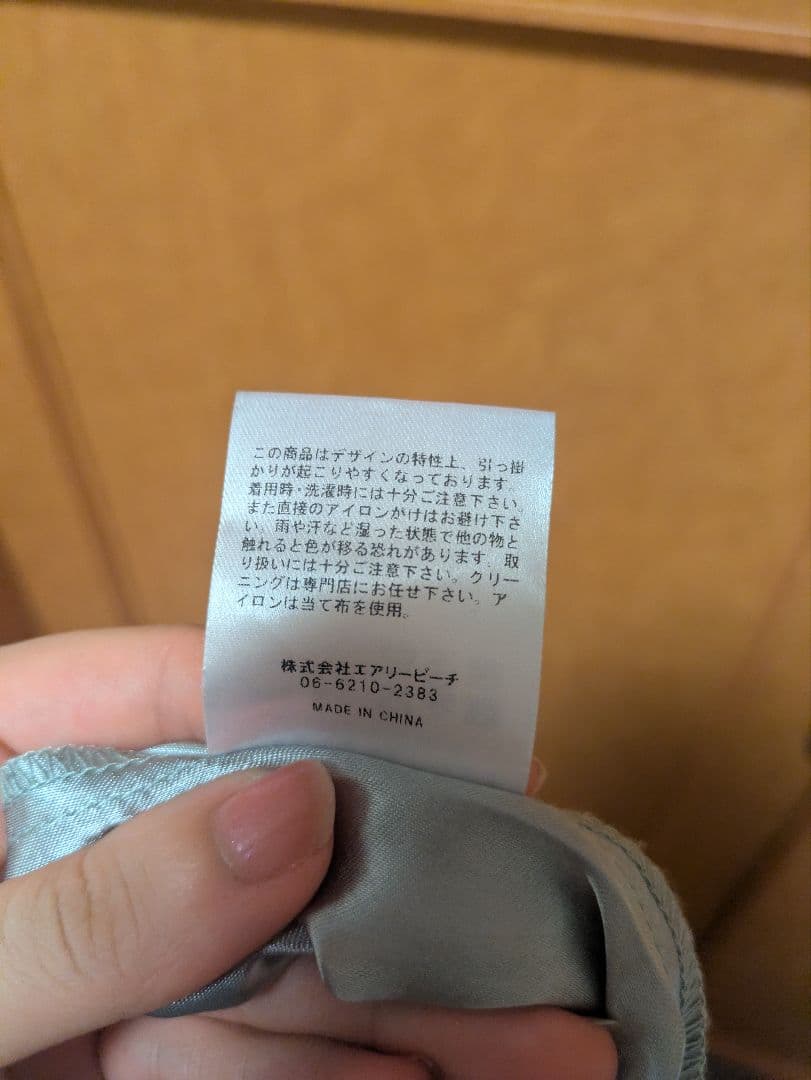 この商品はデザインの特性上、引っ掛
かりが起こりやすくなっております。
着用時・洗濯時には十分ご注意下さい。
また直接のアイロンかけはお避け下さ
い。雨や汗など湿った状態で他の物と
触れると色が移る恐れがあります。取
り扱いには十分ご注意下さい。クリー
ニングは専門店にお任せ下さい。ア
イロンは当て布を使用。
株式会社エアリーピーチ
06-6210-2383
MADE IN CHINA